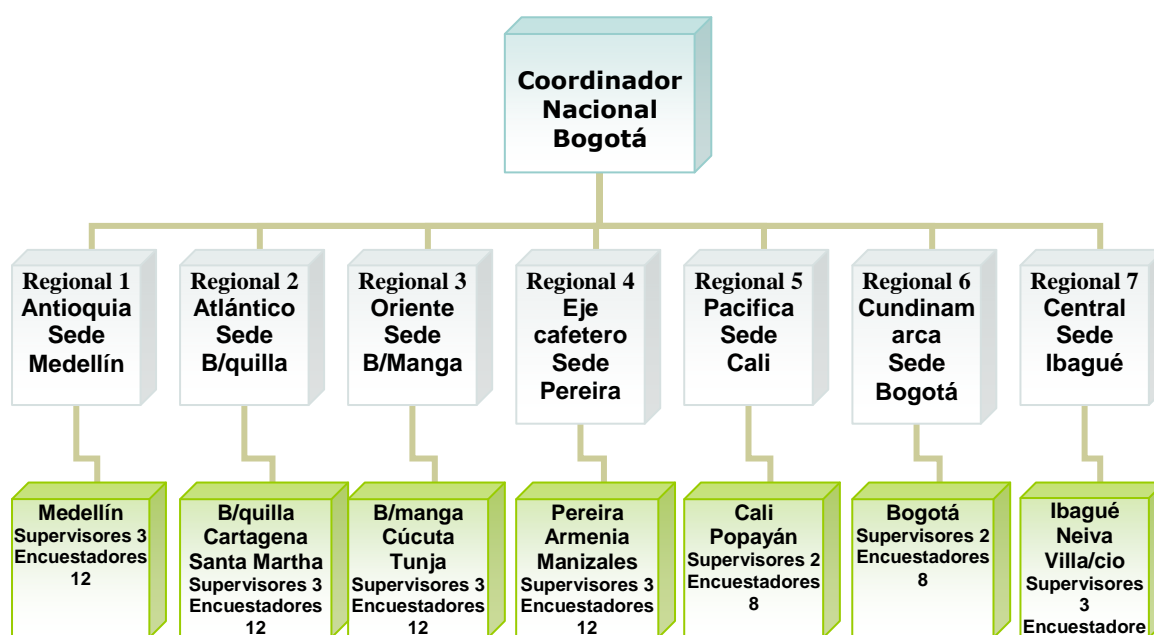 Coordinador
Nacional
Bogotá
Regional 1
Antioquia
Sede
Medellín
Regional 2
Atlántico
Sede
B/quilla
Regional 3
Oriente
Sede
B/Manga
Regional 4
Eje
cafetero
Sede
Pereira
Regional 5
Pacifica
Sede
Cali
Regional 6
Cundinam
arca
Sede
Bogotá
Regional 7
Central
Sede
Ibagué
Medellín
Supervisores 3
Encuestadores
12
B/quilla
Cartagena
Santa Martha
Supervisores 3
Encuestadores
12
B/manga
Cúcuta
Tunja
Supervisores 3
Encuestadores
12
Pereira
Armenia
Manizales
Supervisores 3
Encuestadores
12
Cali
Popayán
Supervisores 2
Encuestadores
8
Bogotá
Supervisores 2
Encuestadores
8
Ibagué
Neiva
Villa/cio
Supervisores
3
Encuestadore